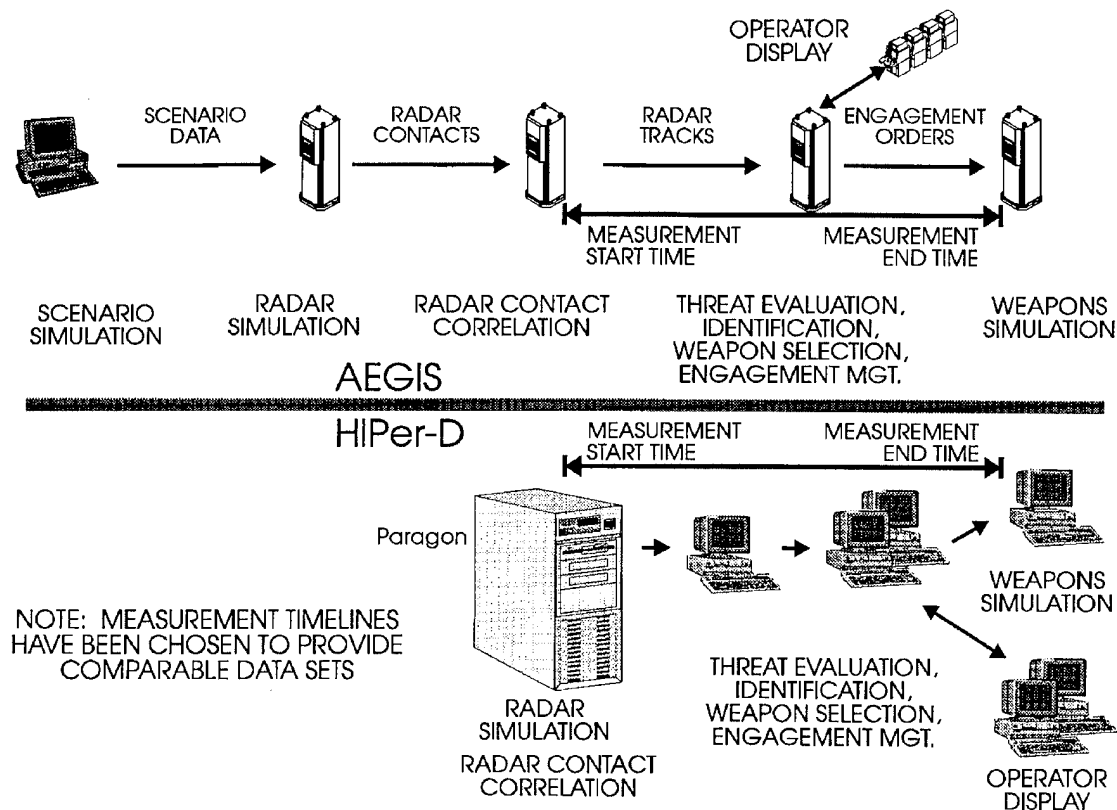 OPERATOR
DISPLAY
SCENARIO
DATA
RADAR
CONTACTS
RADAR
TRACKS
ENGAGEMENT
ORDERS
MEASUREMENT
START TIME
MEASUREMENT
END TIME
SCENARIO
SIMULATION
RADAR
SIMULATION
RADAR CONTACT
CORRELATION
THREAT EVALUATION,
IDENTIFICATION,
WEAPON SELECTION,
ENGAGEMENT MGT.
WEAPONS
SIMULATION
AEGIS
HIPer-D
MEASUREMENT
START TIME
MEASUREMENT
END TIME
Paragon
NOTE: MEASUREMENT TIMELINES
HAVE BEEN CHOSEN TO PROVIDE
COMPARABLE DATA SETS
RADAR
SIMULATION
RADAR CONTACT
CORRELATION
THREAT EVALUATION,
IDENTIFICATION,
WEAPON SELECTION,
ENGAGEMENT MGT.
WEAPONS
SIMULATION
OPERATOR
DISPLAY